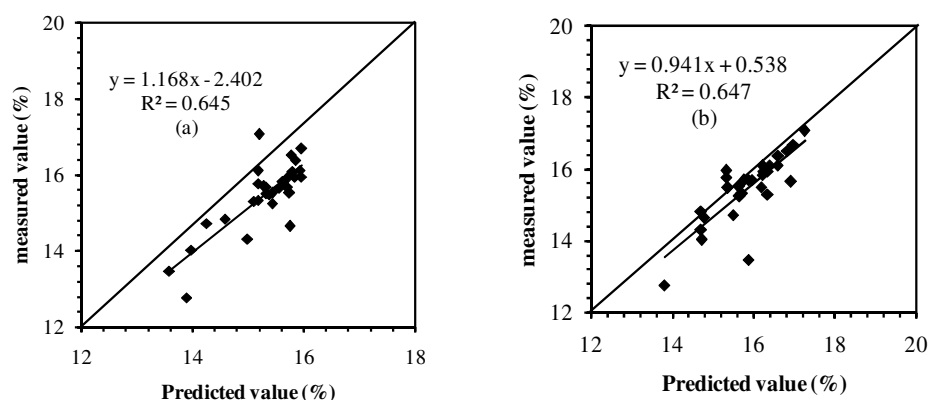 20
18
16
14
12
measured value (%)
y = 1.168x - 2.402
R² = 0.645
(a)
12 14 16 18
Predicted value (%)
20
18
16
14
12
measured value (%)
y = 0.941x + 0.538
R² = 0.647
(b)
12 14 16 18 20
Predicted value (%)